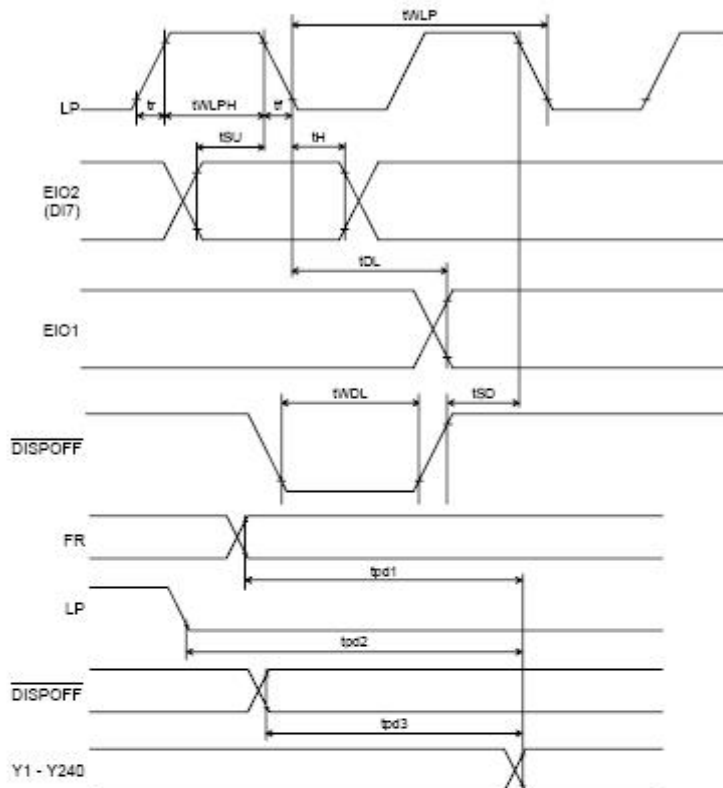 tWLP
LP
tr
tWLPH
tf
tSU
tH
EIO2
(DI7)
tDL
EIO1
tWDL
tSD
DISPOFF
FR
tpd1
LP
tpd2
DISPOFF
tpd3
Y1 - Y240